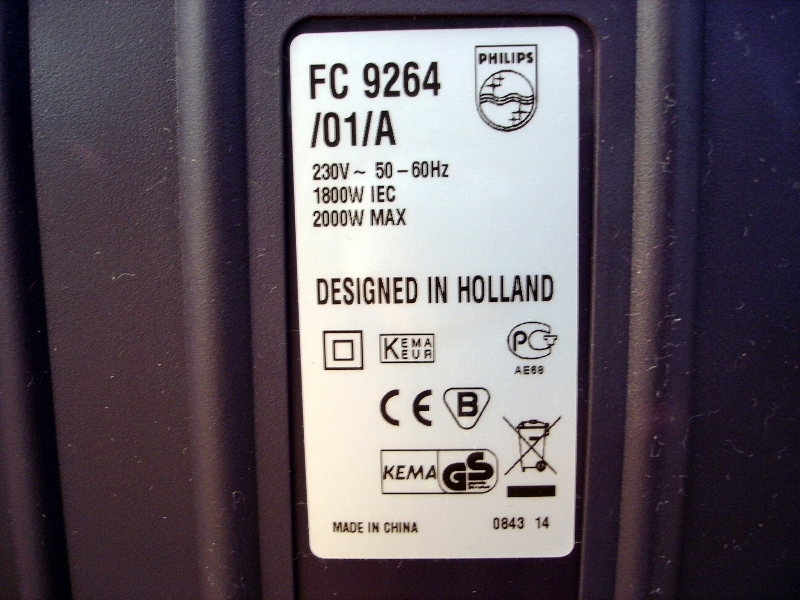 PHILIPS
FC 9264
/01/A
230V ~ 50 – 60Hz
1800W IEC
2000W MAX
DESIGNED IN HOLLAND
KEMA
KEUR
PCT
AE68
CE B
KEMA GS
MADE IN CHINA 0843 14